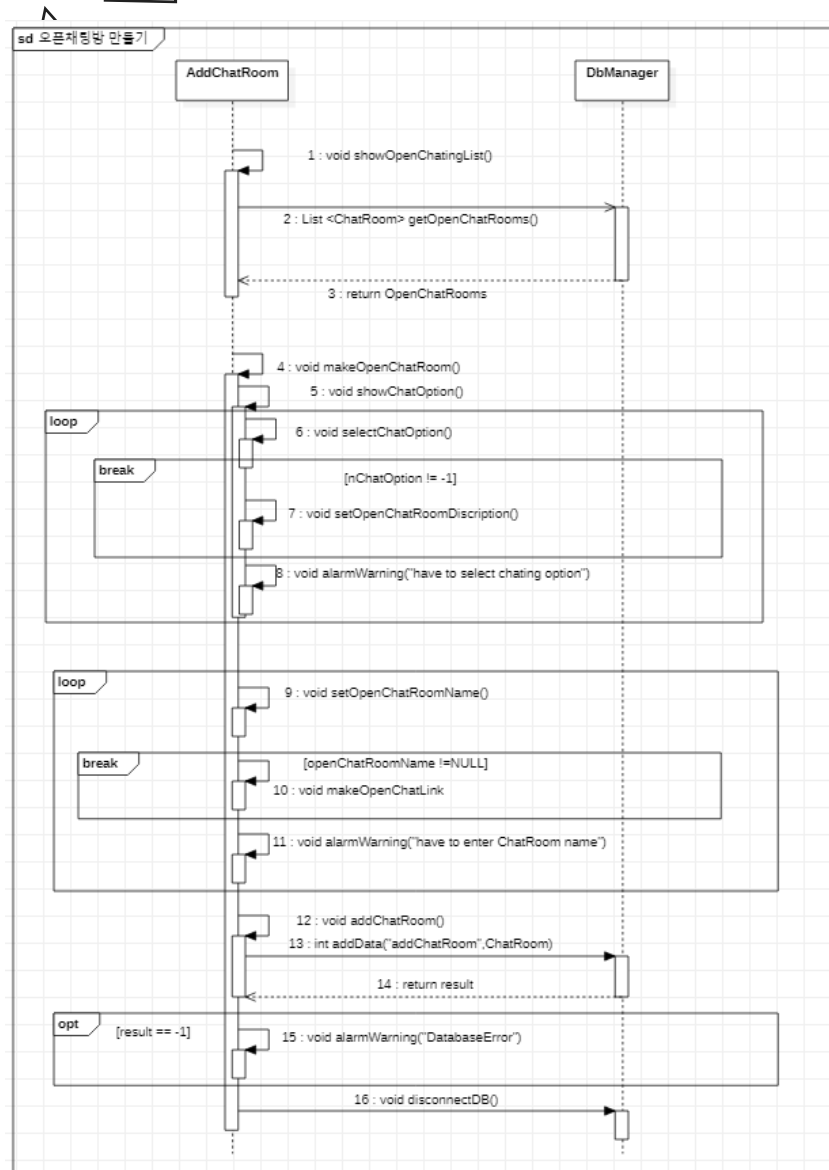 sd 오픈채팅방 만들기
AddChatRoom
DbManager
1 : void showOpenChatingList()
2 : List <ChatRoom> getOpenChatRooms()
3 : return OpenChatRooms
4 : void makeOpenChatRoom()
5 : void showChatOption()
loop
6 : void selectChatOption()
break
[nChatOption != -1]
7 : void setOpenChatRoomDiscription()
8 : void alarmWarning("have to select chating option")
loop
9 : void setOpenChatRoomName()
break
[openChatRoomName !=NULL]
10 : void makeOpenChatLink
11 : void alarmWarning("have to enter ChatRoom name")
12 : void addChatRoom()
13 : int addData("addChatRoom",ChatRoom)
14 : return result
opt
[result == -1]
15 : void alarmWarning("DatabaseError")
16 : void disconnectDB()